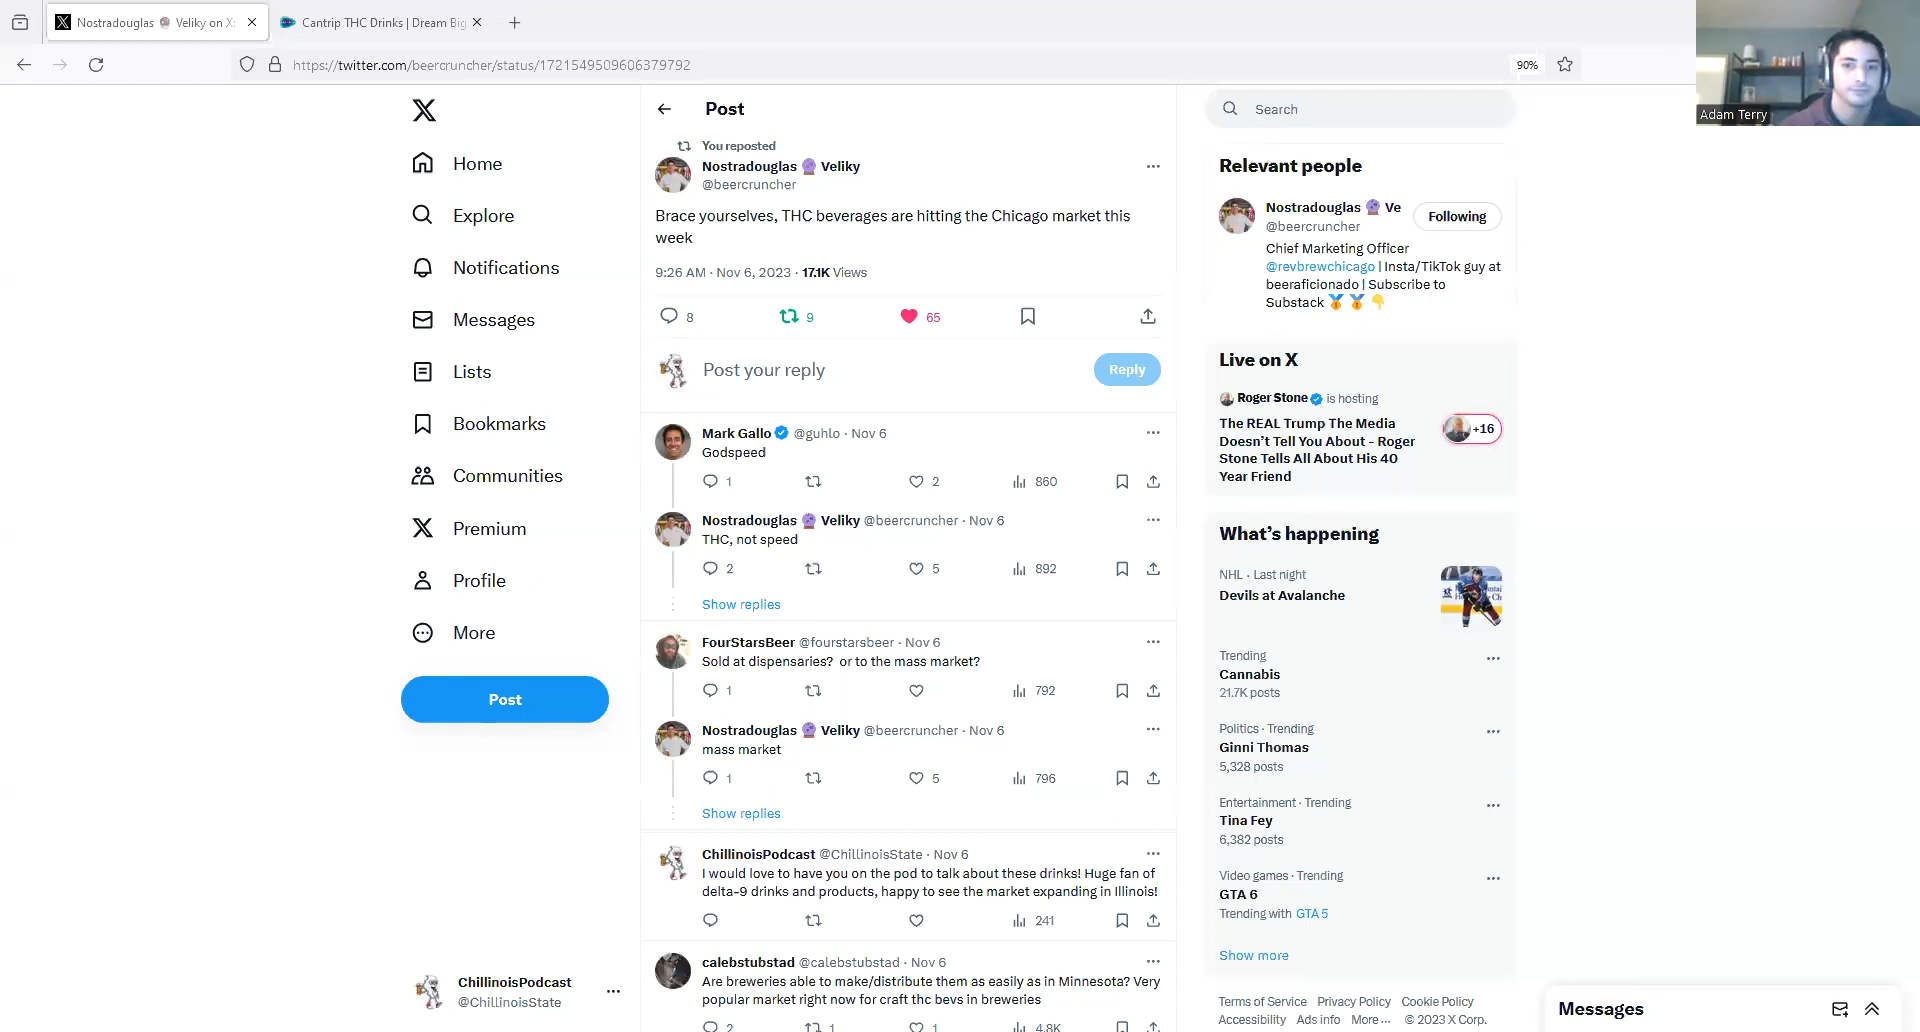 Nostradouglas 🔮 Veliky on X
Cantrip THC Drinks | Dream Big
https://twitter.com/beercruncher/status/1721549509606379792
90%
Adam Terry
Home
Explore
Notifications
Messages
Lists
Bookmarks
Communities
Premium
Profile
More
Post
ChillinoisPodcast
@ChillinoisState
Post
You reposted
Nostradouglas 🔮 Veliky
@beercruncher
Brace yourselves, THC beverages are hitting the Chicago market this
week
9:26 AM · Nov 6, 2023 · 17.1K Views
8 9 65
Post your reply
Reply
Mark Gallo @guhlo · Nov 6
Godspeed
1 2 860
Nostradouglas 🔮 Veliky @beercruncher · Nov 6
THC, not speed
2 5 892
Show replies
FourStarsBeer @fourstarsbeer · Nov 6
Sold at dispensaries? or to the mass market?
1 792
Nostradouglas 🔮 Veliky @beercruncher · Nov 6
mass market
1 5 796
Show replies
ChillinoisPodcast @ChillinoisState · Nov 6
I would love to have you on the pod to talk about these drinks! Huge fan of
delta-9 drinks and products, happy to see the market expanding in Illinois!
241
calebstubstad @calebstubstad · Nov 6
Are breweries able to make/distribute them as easily as in Minnesota? Very
popular market right now for craft thc bevs in breweries
2 1 1 4.8K
Search
Relevant people
Nostradouglas 🔮 Ve
@beercruncher
Following
Chief Marketing Officer
@revbrewchicago | Insta/TikTok guy at
beeraficionado | Subscribe to
Substack 🏅 🏅 👇
Live on X
Roger Stone is hosting
The REAL Trump The Media
Doesn't Tell You About - Roger
Stone Tells All About His 40
Year Friend
+16
What's happening
NHL · Last night
Devils at Avalanche
Trending
Cannabis
21.7K posts
Politics · Trending
Ginni Thomas
5,328 posts
Entertainment · Trending
Tina Fey
6,382 posts
Video games · Trending
GTA 6
Trending with GTA 5
Show more
Terms of Service Privacy Policy Cookie Policy
Accessibility Ads info More ··· © 2023 X Corp.
Messages